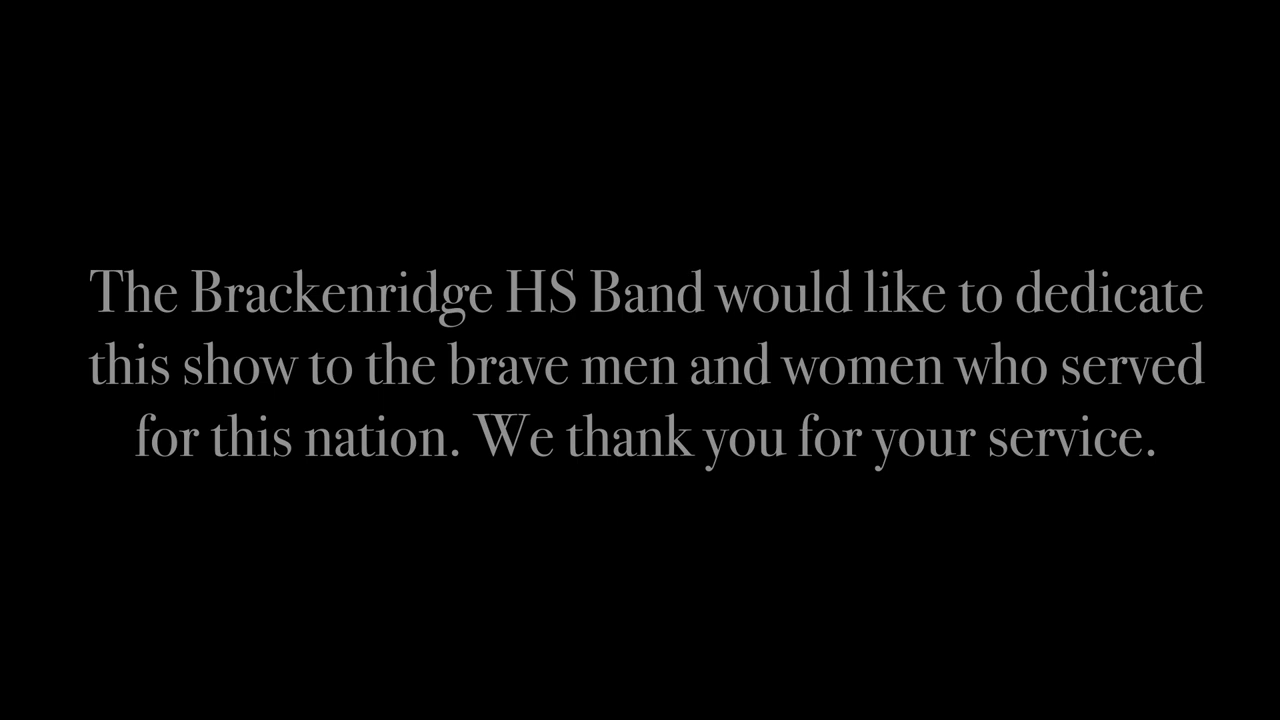 The Brackenridge HS Band would like to dedicate
this show to the brave men and women who served
for this nation. We thank you for your service.